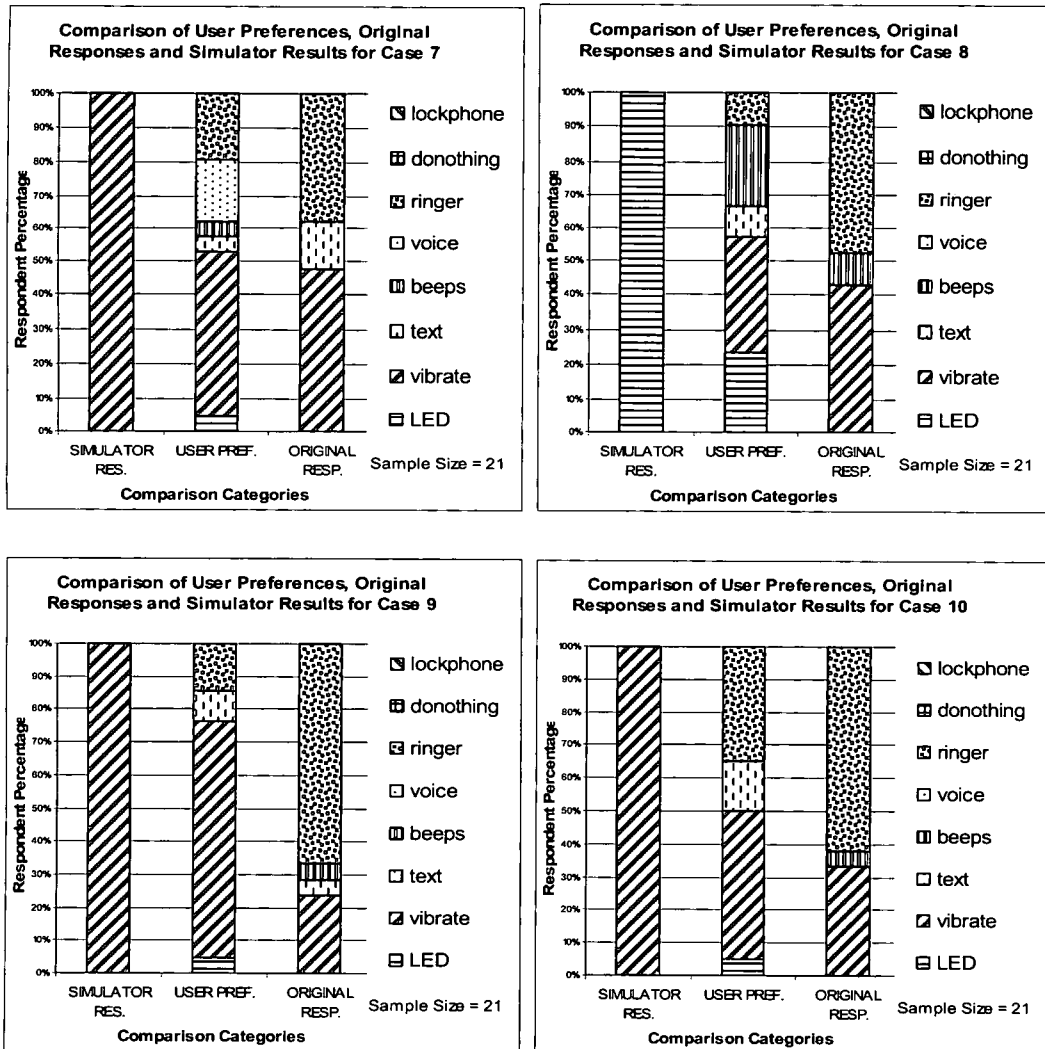 Comparison of User Preferences, Original
Responses and Simulator Results for Case 7
Respondent Percentage
100%
90%
80%
70%
60%
50%
40%
30%
20%
10%
0%
lockphone
donothing
ringer
voice
beeps
text
vibrate
LED
SIMULATOR
RES.
USER PREF.
ORIGINAL
RESP.
Sample Size = 21
Comparison Categories
Comparison of User Preferences, Original
Responses and Simulator Results for Case 8
Respondent Percentage
100%
90%
80%
70%
60%
50%
40%
30%
20%
10%
0%
lockphone
donothing
ringer
voice
beeps
text
vibrate
LED
SIMULATOR
RES.
USER PREF.
ORIGINAL
RESP.
Sample Size = 21
Comparison Categories
Comparison of User Preferences, Original
Responses and Simulator Results for Case 9
Respondent Percentage
100%
90%
80%
70%
60%
50%
40%
30%
20%
10%
0%
lockphone
donothing
ringer
voice
beeps
text
vibrate
LED
SIMULATOR
RES.
USER PREF.
ORIGINAL
RESP.
Sample Size = 21
Comparison Categories
Comparison of User Preferences, Original
Responses and Simulator Results for Case 10
Respondent Percentage
100%
90%
80%
70%
60%
50%
40%
30%
20%
10%
0%
lockphone
donothing
ringer
voice
beeps
text
vibrate
LED
SIMULATOR
RES.
USER PREF.
ORIGINAL
RESP.
Sample Size = 21
Comparison Categories